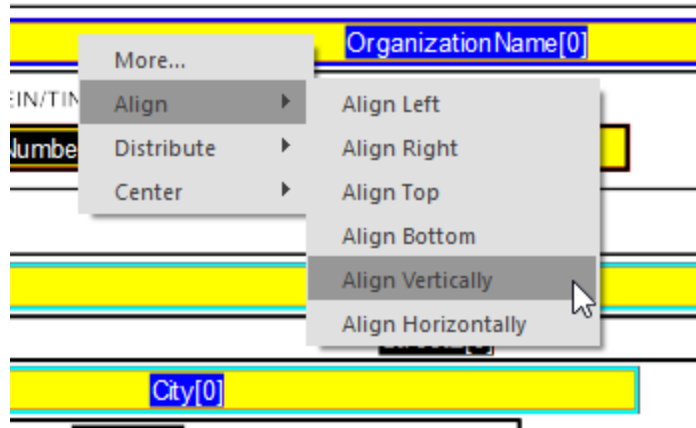 OrganizationName[0]
More...
EIN/TIN
Align
Align Left
Numbe
Distribute
Align Right
Center
Align Top
Align Bottom
Align Vertically
Align Horizontally
City[0]